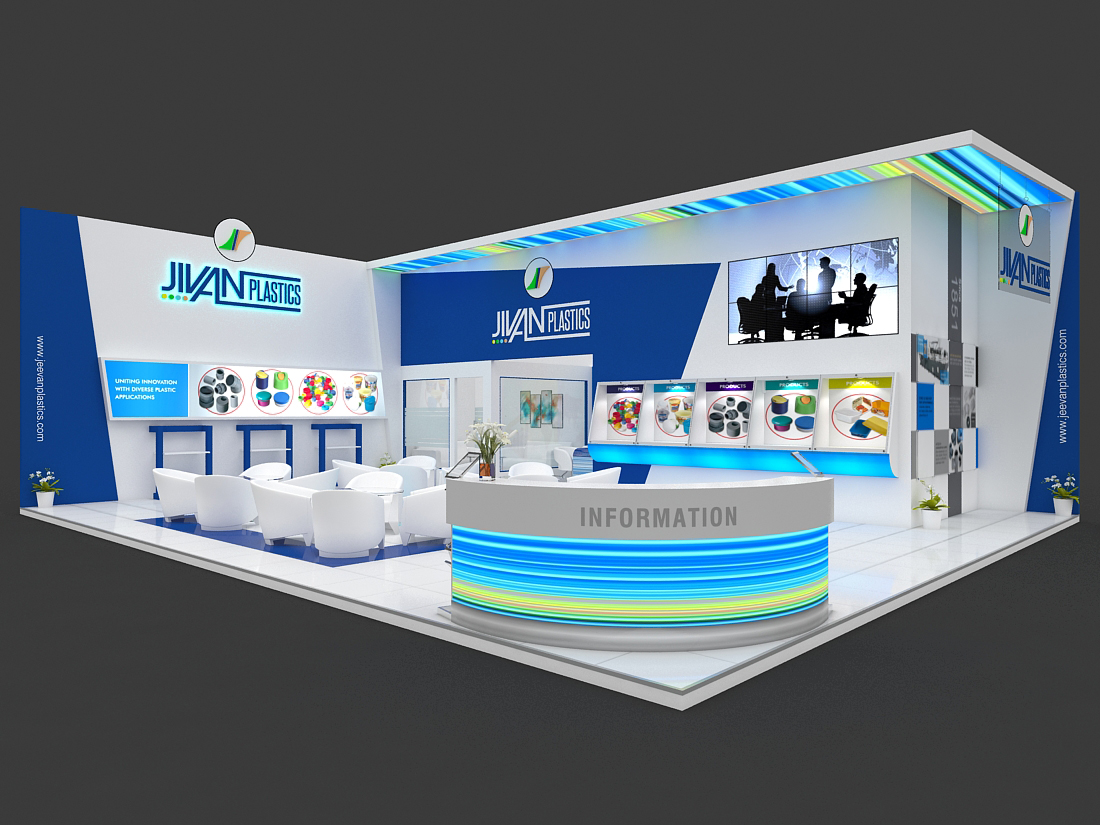 www.jeevanplastics.com
JIVAN PLASTICS
UNITING INNOVATION
WITH DIVERSE PLASTIC
APPLICATIONS
JIVAN PLASTICS
PRODUCTS
PRODUCTS
PRODUCTS
PRODUCTS
PRODUCTS
INFORMATION
JIVAN PLASTICS
www.jeevanplastics.com